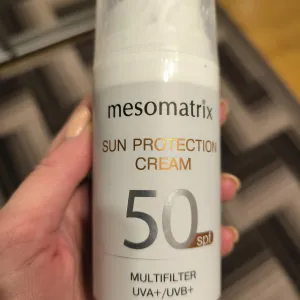 mesomatrix
SUN PROTECTION
CREAM
50 spf
MULTIFILTER
UVA+/UVB+